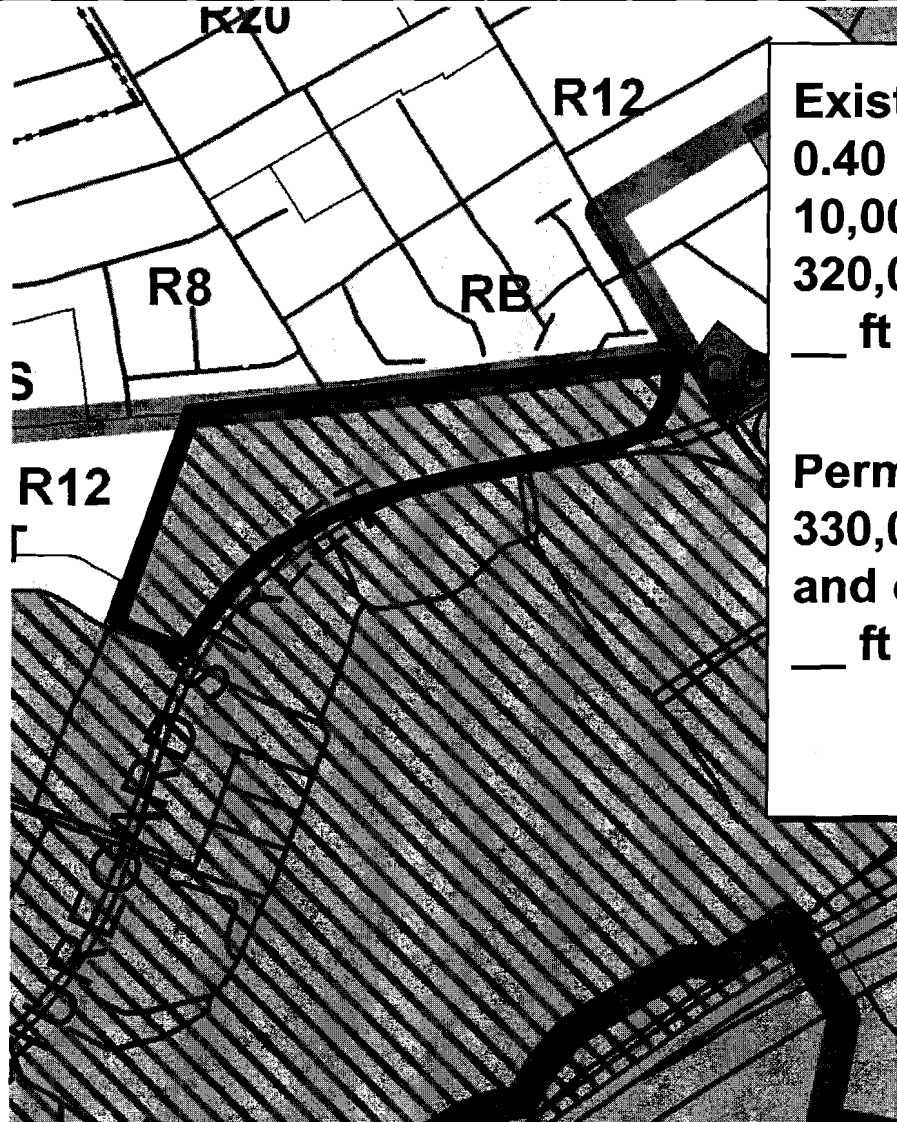 R20
R12
Exist
0.40
10,00
320,0
__ ft
R8
RB
S
R12
Perm
330,0
and
__ ft